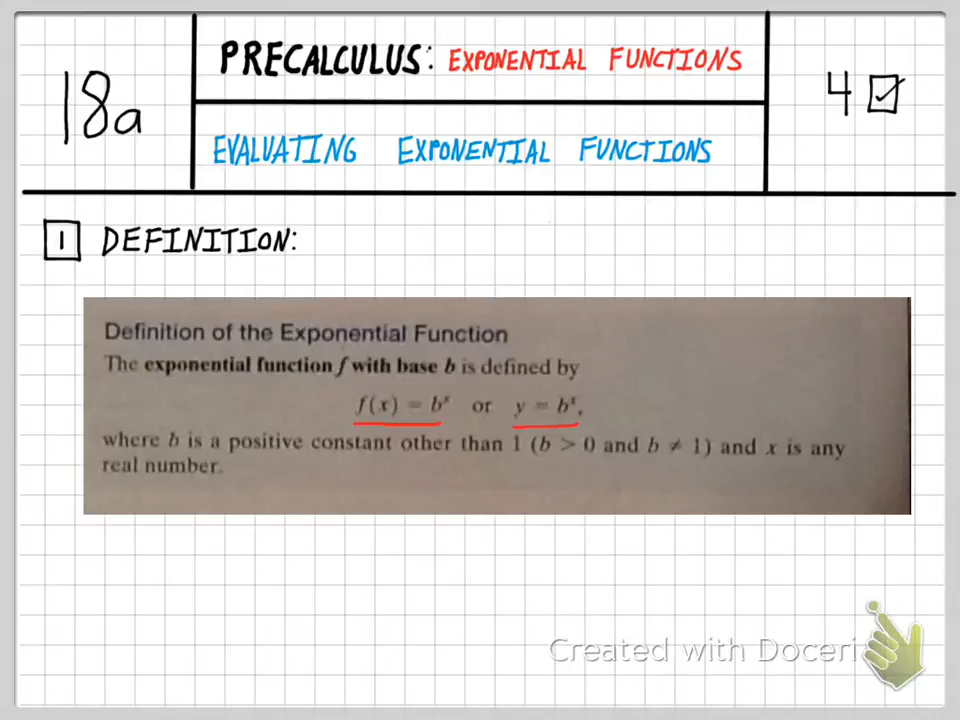 18a
PRECALCULUS: EXPONENTIAL FUNCTIONS
EVALUATING EXPONENTIAL FUNCTIONS
4
1 DEFINITION:
Definition of the Exponential Function
The exponential function f with base b is defined by
f(x) = bˣ or y = bˣ,
where b is a positive constant other than 1 (b > 0 and b ≠ 1) and x is any
real number.
Created with Doceri